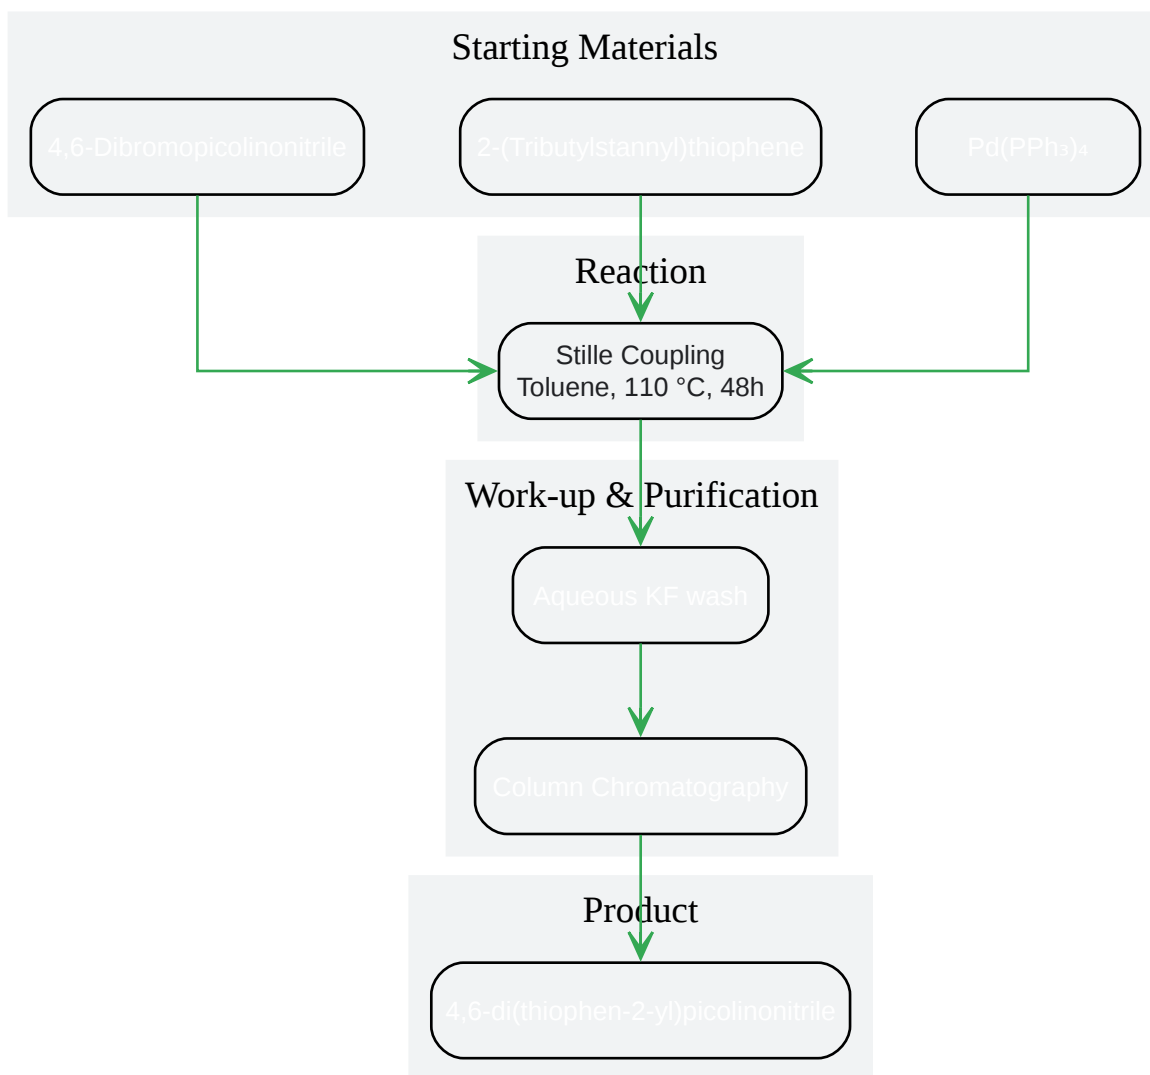 Starting Materials
4,6-Dibromopicolinonitrile
2-(Tributylstannyl)thiophene
Pd(PPh₃)₄
Reaction
Stille Coupling
Toluene, 110 °C, 48h
Work-up & Purification
Aqueous KF wash
Column Chromatography
Product
4,6-di(thiophen-2-yl)picolinonitrile